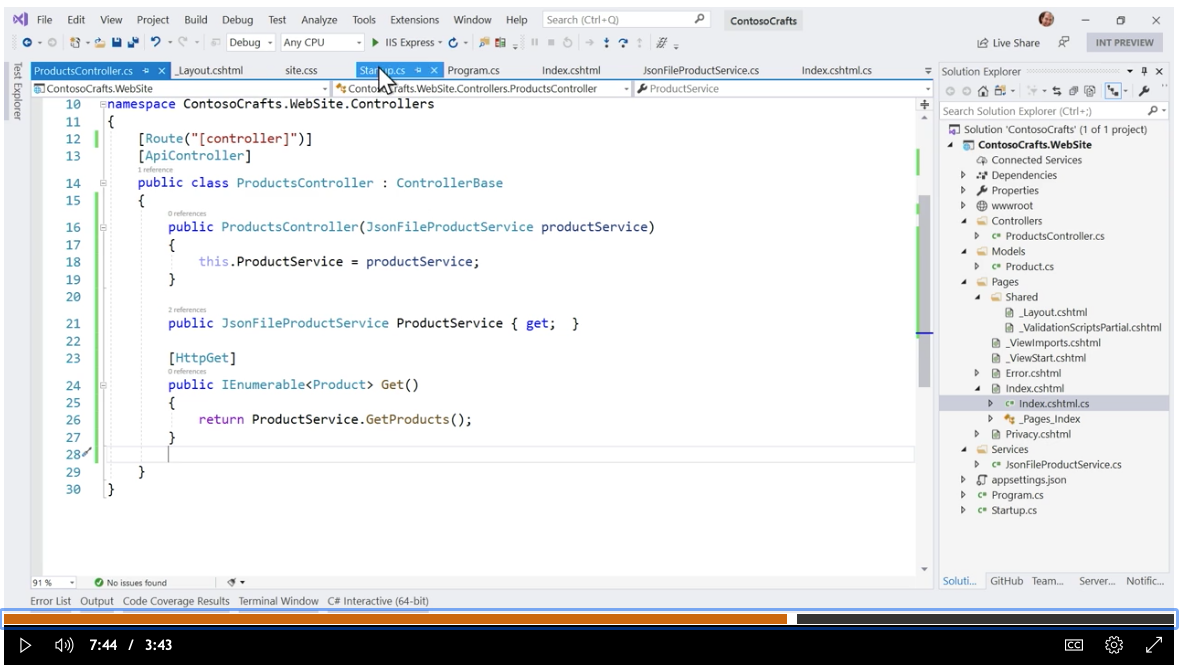 File Edit View Project Build Debug Test Analyze Tools Extensions Window Help Search (Ctrl+Q) ContosoCrafts
Debug Any CPU IIS Express Live Share INT PREVIEW
Test Explorer
ProductsController.cs _Layout.cshtml site.css Startup.cs Program.cs Index.cshtml JsonFileProductService.cs Index.cshtml.cs
ContosoCrafts.WebSite ContosoCrafts.WebSite.Controllers.ProductsController ProductService
10 namespace ContosoCrafts.WebSite.Controllers
11 {
12 [Route("[controller]")]
13 [ApiController]
1 reference
14 public class ProductsController : ControllerBase
15 {
0 references
16 public ProductsController(JsonFileProductService productService)
17 {
18 this.ProductService = productService;
19 }
20
2 references
21 public JsonFileProductService ProductService { get; }
22
23 [HttpGet]
0 references
24 public IEnumerable<Product> Get()
25 {
26 return ProductService.GetProducts();
27 }
28
29 }
30 }
91 % No issues found
Error List Output Code Coverage Results Terminal Window C# Interactive (64-bit)
Solution Explorer
Search Solution Explorer (Ctrl+;)
Solution 'ContosoCrafts' (1 of 1 project)
ContosoCrafts.WebSite
Connected Services
Dependencies
Properties
wwwroot
Controllers
C# ProductsController.cs
Models
C# Product.cs
Pages
Shared
_Layout.cshtml
_ValidationScriptsPartial.cshtml
_ViewImports.cshtml
_ViewStart.cshtml
Error.cshtml
Index.cshtml
C# Index.cshtml.cs
_Pages_Index
Privacy.cshtml
Services
C# JsonFileProductService.cs
appsettings.json
C# Program.cs
C# Startup.cs
Soluti... GitHub Team... Server... Notific...
7:44 / 3:43 CC